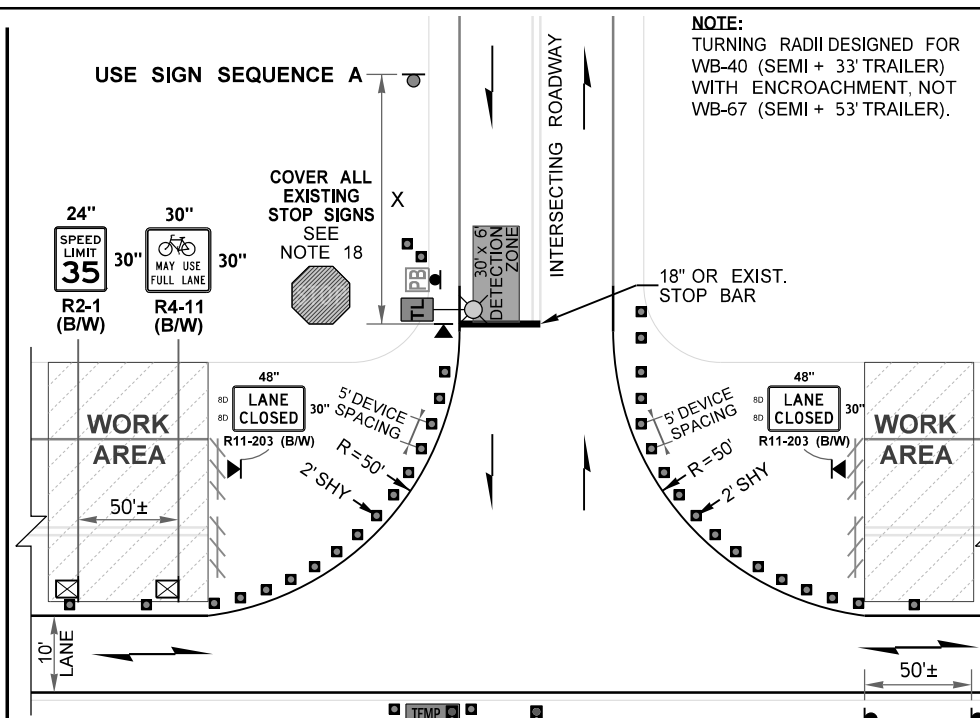 NOTE:
TURNING RADII DESIGNED FOR
WB-40 (SEMI + 33' TRAILER)
WITH ENCROACHMENT, NOT
WB-67 (SEMI + 53' TRAILER).
USE SIGN SEQUENCE A
INTERSECTING ROADWAY
COVER ALL
EXISTING
STOP SIGNS
SEE
NOTE 18
X
STOP
24"
SPEED
LIMIT
35
30"
R2-1
(B/W)
30"
MAY USE
FULL LANE
30"
R4-11
(B/W)
PB
TL
30' x 6'
DETECTION
ZONE
18" OR EXIST.
STOP BAR
WORK
AREA
50'±
48"
8D
8D
LANE
CLOSED
30"
R11-203 (B/W)
5' DEVICE
SPACING
R=50'
2' SHY
5' DEVICE
SPACING
R=50'
2' SHY
48"
8D
8D
LANE
CLOSED
30"
R11-203 (B/W)
WORK
AREA
10'
LANE
50'±
TEMP